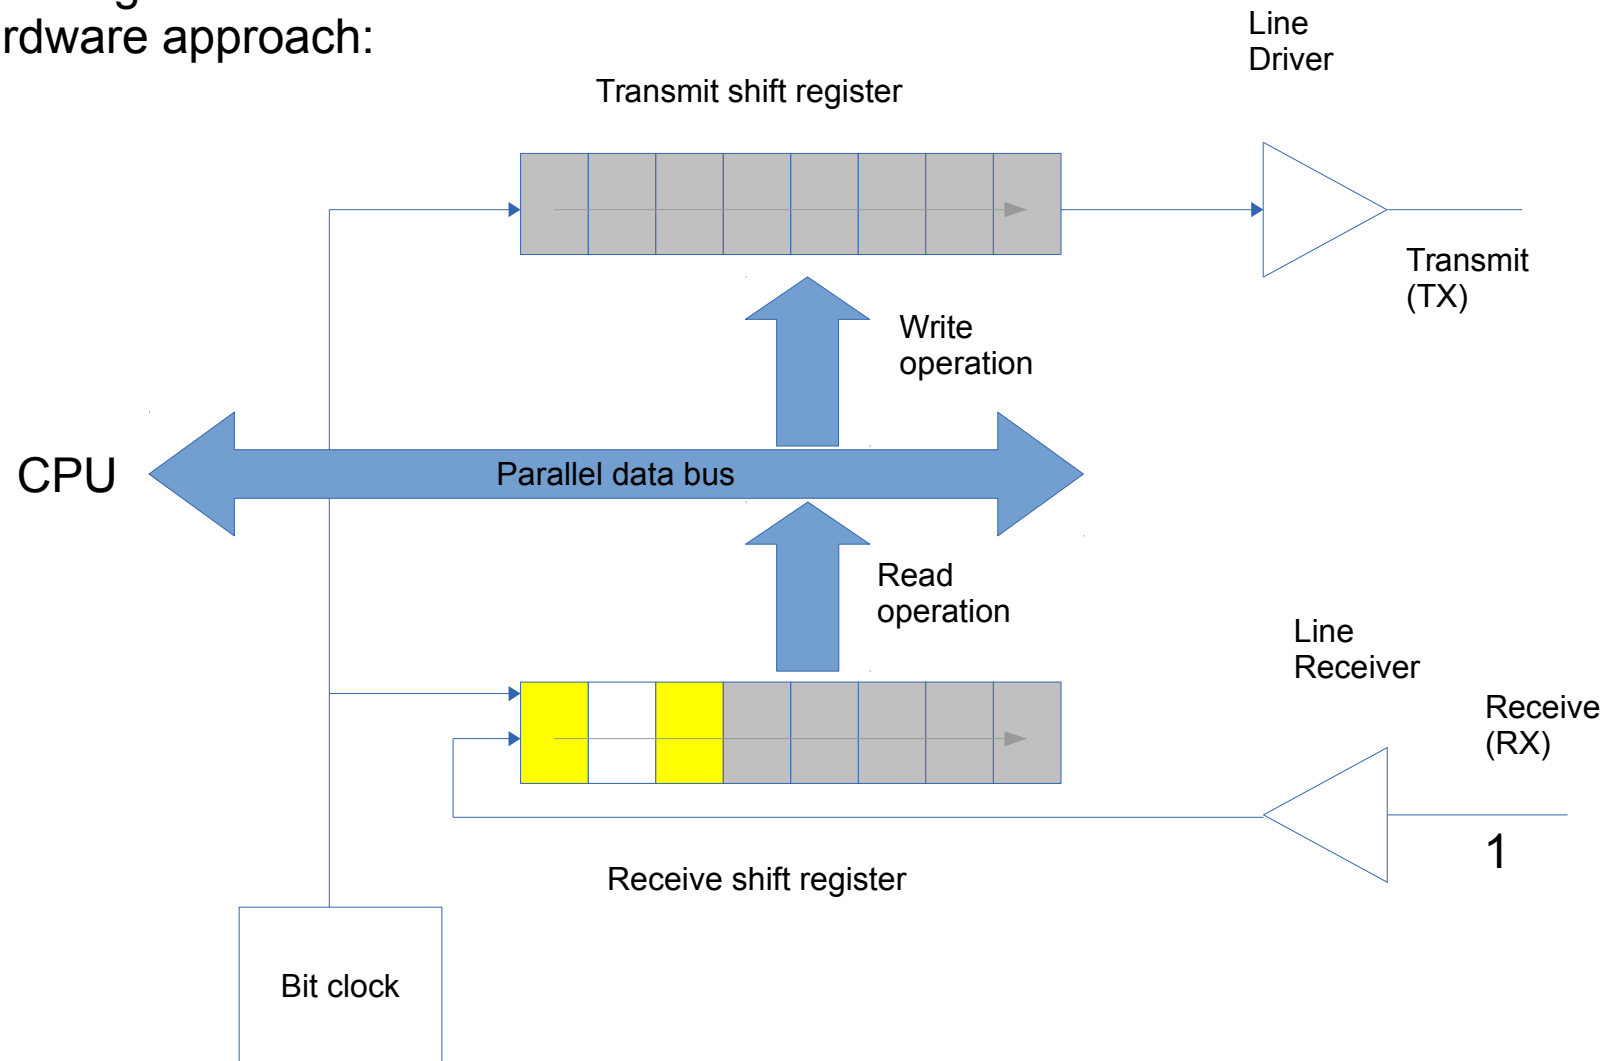 rdware approach:
Line
Driver
Transmit shift register
Transmit
(TX)
Write
operation
CPU
Parallel data bus
Read
operation
Line
Receiver
Receive
(RX)
1
Receive shift register
Bit clock